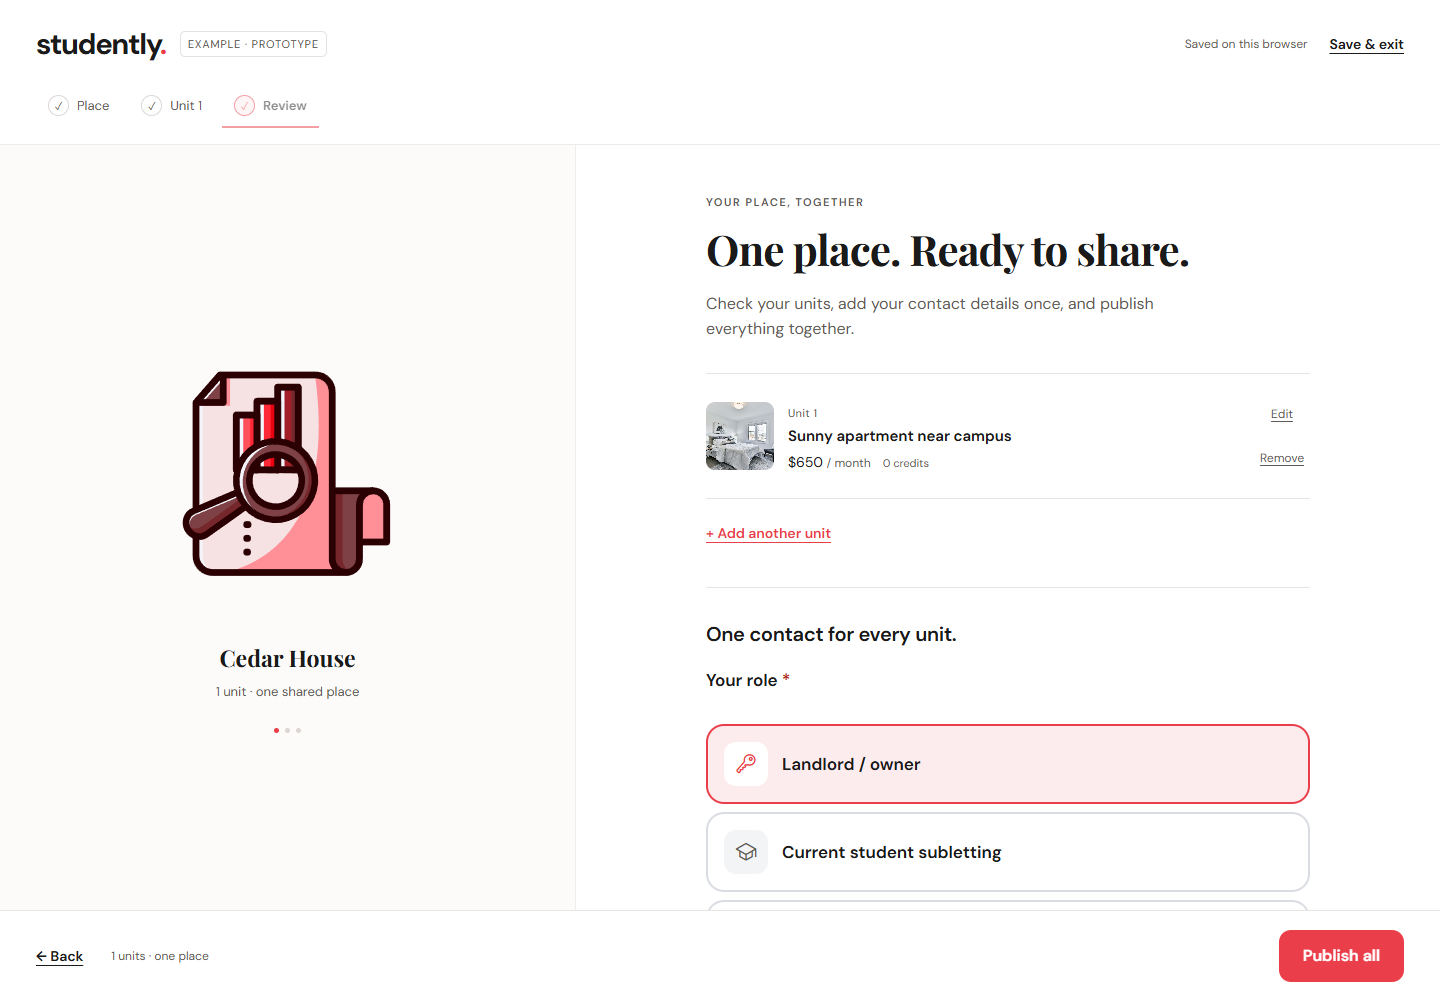 studently.
EXAMPLE · PROTOTYPE
Saved on this browser
Save & exit
✓ Place
✓ Unit 1
✓ Review
YOUR PLACE, TOGETHER
One place. Ready to share.
Check your units, add your contact details once, and publish
everything together.
Unit 1
Edit
Sunny apartment near campus
$650 / month 0 credits
Remove
+ Add another unit
One contact for every unit.
Your role *
Landlord / owner
Current student subletting
Cedar House
1 unit · one shared place
← Back
1 units · one place
Publish all